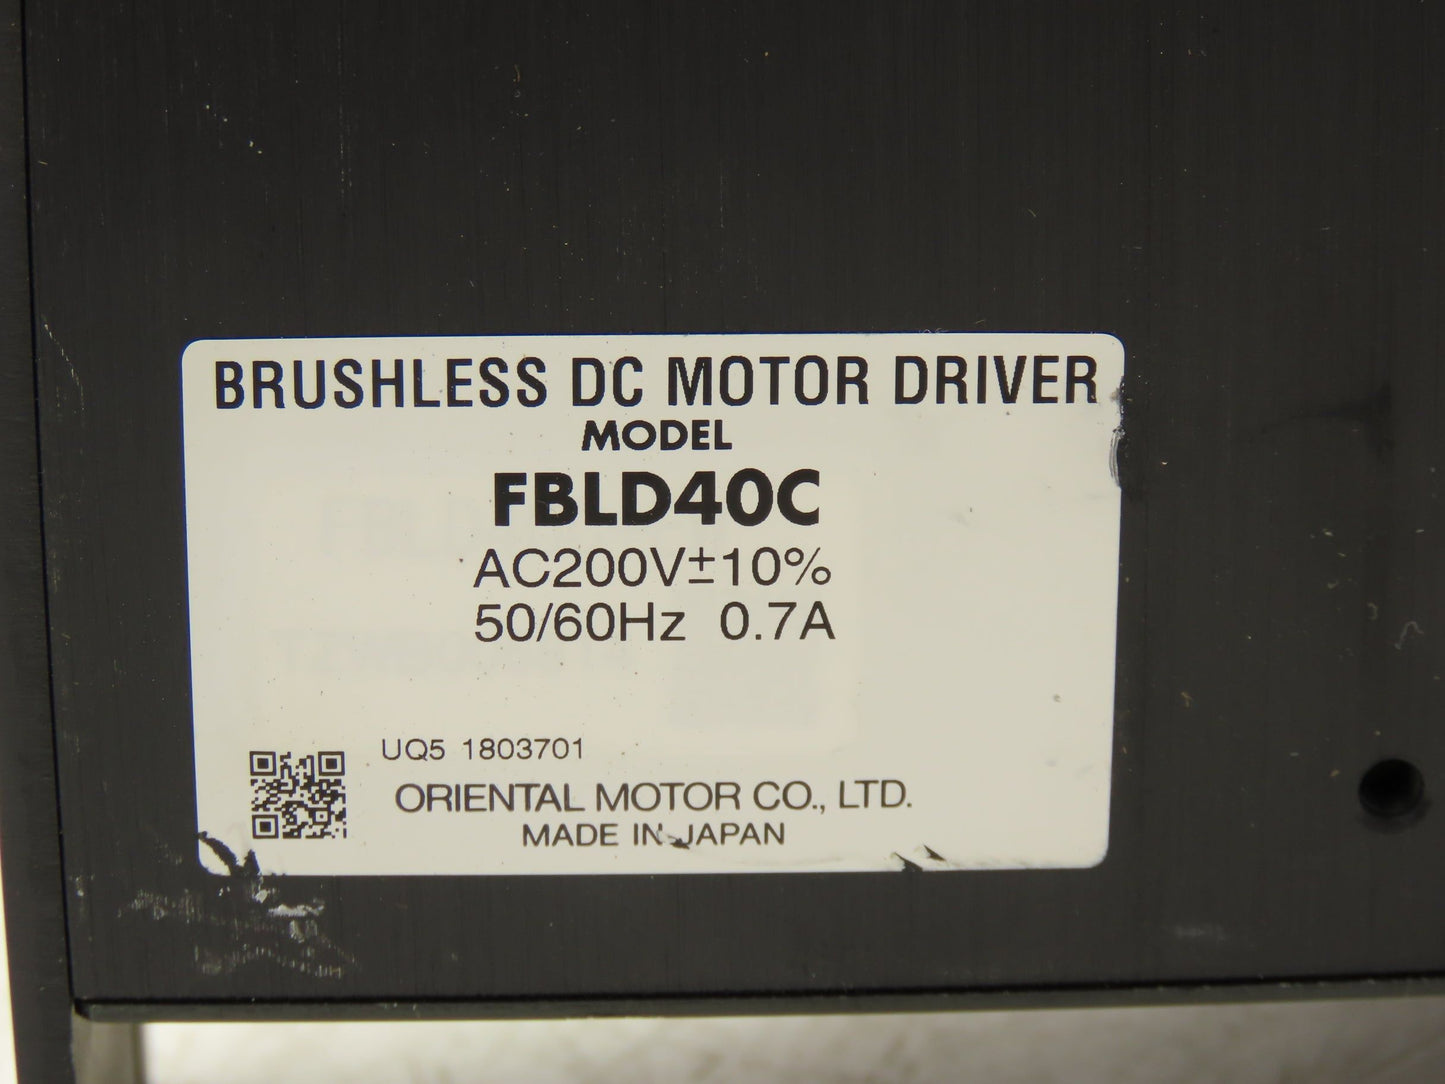 BRUSHLESS DC MOTOR DRIVER
MODEL
FBLD40C
AC200V±10%
50/60Hz 0.7A
UQ5 1803701
ORIENTAL MOTOR CO., LTD.
MADE IN JAPAN